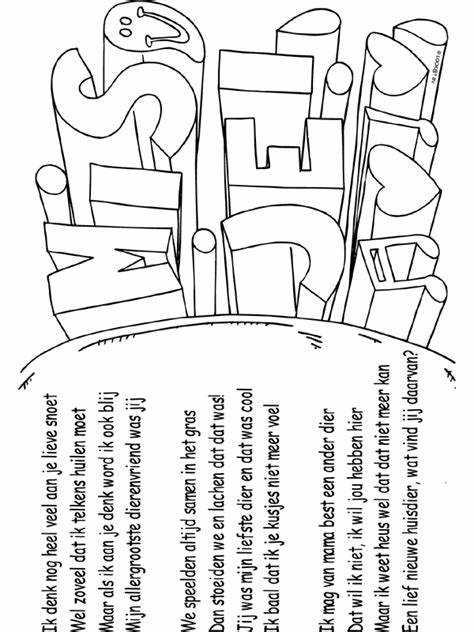 MIS
JE!
Ik denk nog heel veel aan je lieve snoet
Wel zoveel dat ik telkens huilen moet
Maar als ik aan je denk word ik ook blij
Mijn allergrootste dierenvriend was jij
We speelden altijd samen in het gras
Dan stoeiden we en lachen dat dat was!
Jij was mijn liefste dier en dat was cool
Ik baal dat ik je kusjes niet meer voel
Ik mag van mama best een ander dier
Dat wil ik niet, ik wil jou hebben hier
Maar ik weet heus wel dat dat niet meer kan
Een lief nieuwe huisdier, wat vind jij daarvan?